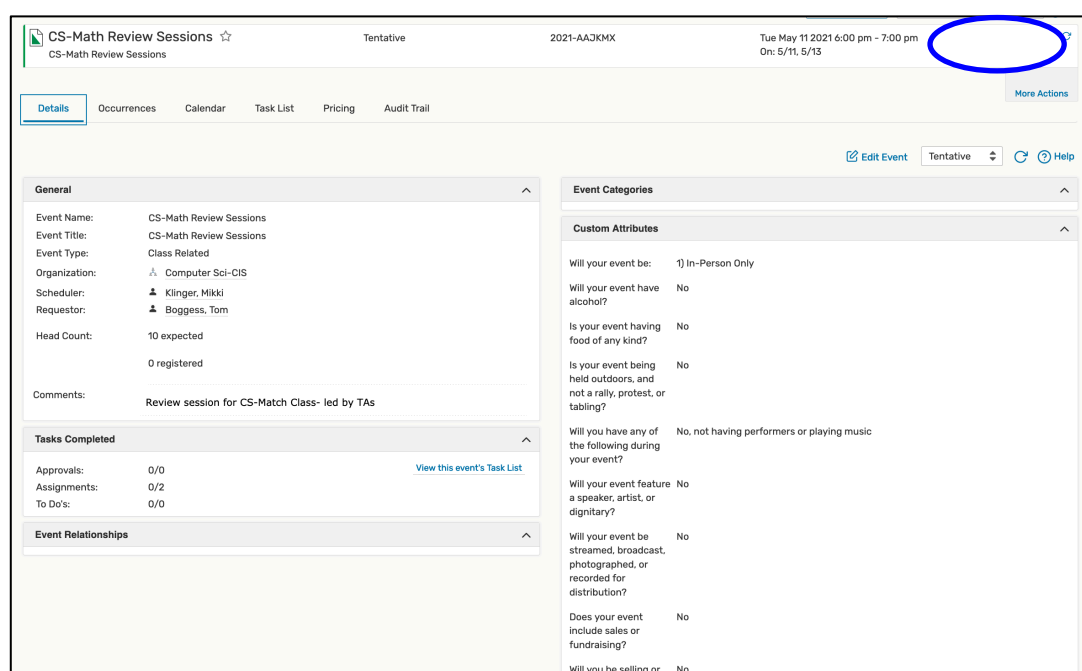 CS-Math Review Sessions
Tentative
2021-AAJKMX
Tue May 11 2021 6:00 pm - 7:00 pm
CS-Math Review Sessions
On: 5/11, 5/13
More Actions
Details
Occurrences
Calendar
Task List
Pricing
Audit Trail
Edit Event
Tentative
Help
General
Event Name: CS-Math Review Sessions
Event Title: CS-Math Review Sessions
Event Type: Class Related
Organization: Computer Sci-CIS
Scheduler: Klinger, Mikki
Requestor: Boggess, Tom
Head Count: 10 expected
0 registered
Comments: Review session for CS-Match Class- led by TAs
Tasks Completed
Approvals: 0/0
View this event's Task List
Assignments: 0/2
To Do's: 0/0
Event Relationships
Event Categories
Custom Attributes
Will your event be: 1) In-Person Only
Will your event have No
alcohol?
Is your event having No
food of any kind?
Is your event being No
held outdoors, and
not a rally, protest, or
tabling?
Will you have any of No, not having performers or playing music
the following during
your event?
Will your event feature No
a speaker, artist, or
dignitary?
Will your event be No
streamed, broadcast,
photographed, or
recorded for
distribution?
Does your event No
include sales or
fundraising?
Will you be selling or No